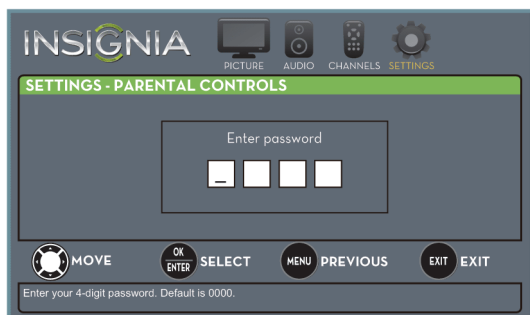 INSIGNIA
PICTURE AUDIO CHANNELS SETTINGS
SETTINGS - PARENTAL CONTROLS
Enter password
_
MOVE OK ENTER SELECT MENU PREVIOUS EXIT EXIT
Enter your 4-digit password. Default is 0000.